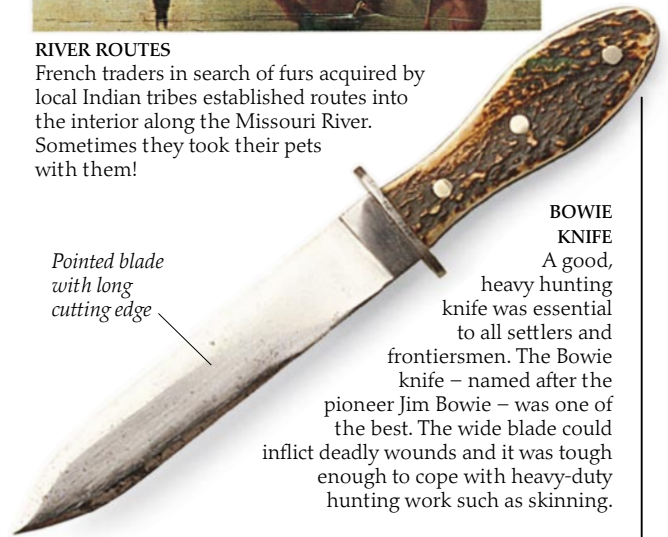 RIVER ROUTES
French traders in search of furs acquired by
local Indian tribes established routes into
the interior along the Missouri River.
Sometimes they took their pets
with them!
Pointed blade
with long
cutting edge
BOWIE
KNIFE
A good,
heavy hunting
knife was essential
to all settlers and
frontiersmen. The Bowie
knife – named after the
pioneer Jim Bowie – was one of
the best. The wide blade could
inflict deadly wounds and it was tough
enough to cope with heavy-duty
hunting work such as skinning.